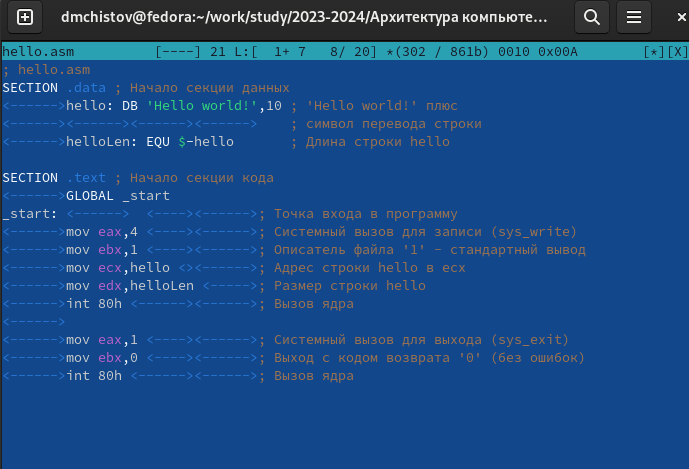 dmchistov@fedora:~/work/study/2023-2024/Архитектура компьюте...
hello.asm [----] 21 L:[ 1+ 7 8/ 20] *(302 / 861b) 0010 0x00A [*][X]
; hello.asm
SECTION .data ; Начало секции данных
<------>hello: DB 'Hello world!',10 ; 'Hello world!' плюс
<------><------><------><------> ; символ перевода строки
<------>helloLen: EQU $-hello ; Длина строки hello
SECTION .text ; Начало секции кода
<------>GLOBAL _start
_start: <------> <----><------>; Точка входа в программу
<------>mov eax,4 <----><------>; Системный вызов для записи (sys_write)
<------>mov ebx,1 <----><------>; Описатель файла '1' - стандартный вывод
<------>mov ecx,hello <><------>; Адрес строки hello в ecx
<------>mov edx,helloLen <----->; Размер строки hello
<------>int 80h <------><------>; Вызов ядра
<------>
<------>mov eax,1 <----><------>; Системный вызов для выхода (sys_exit)
<------>mov ebx,0 <----><------>; Выход с кодом возврата '0' (без ошибок)
<------>int 80h <------><------>; Вызов ядра